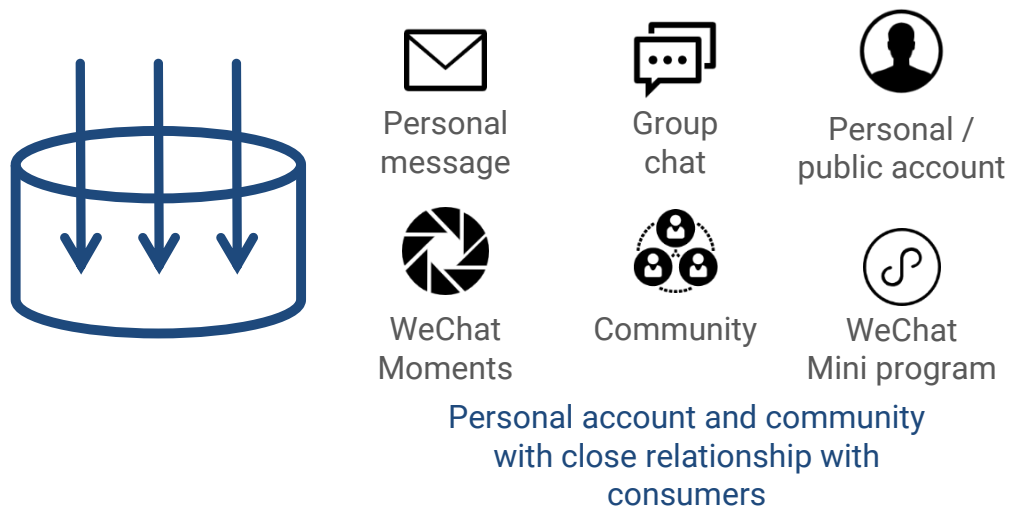 Personal
message
Group
chat
Personal /
public account
WeChat
Moments
Community
WeChat
Mini program
Personal account and community
with close relationship with
consumers